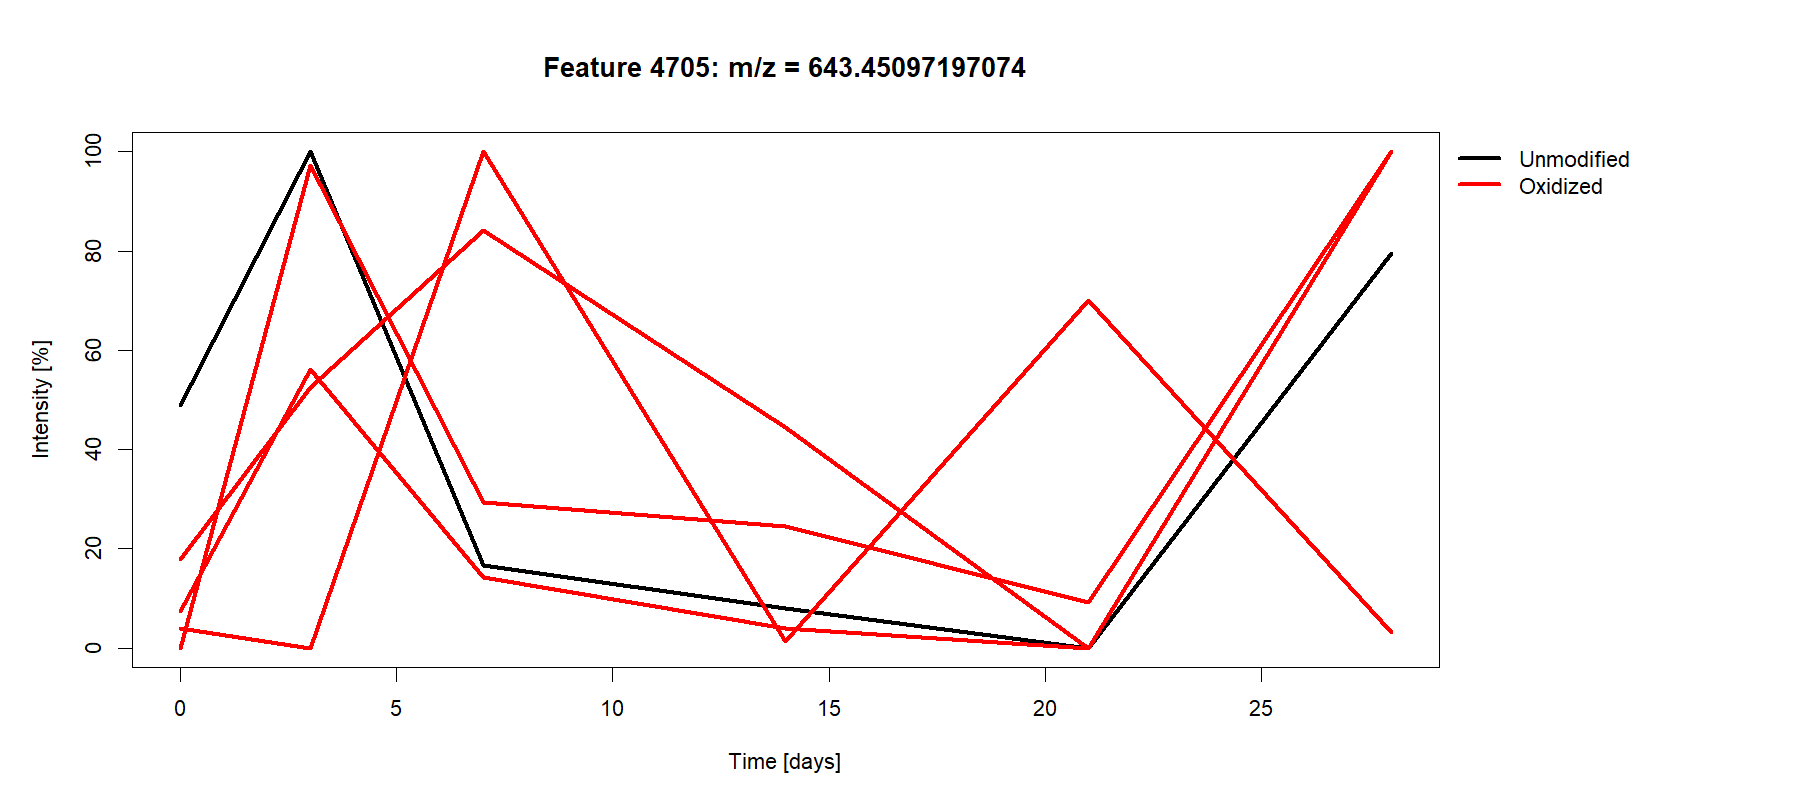 Feature 4705: m/z = 643.45097197074
Unmodified
Oxidized
Intensity [%]
100
80
60
40
20
0
0 5 10 15 20 25
Time [days]